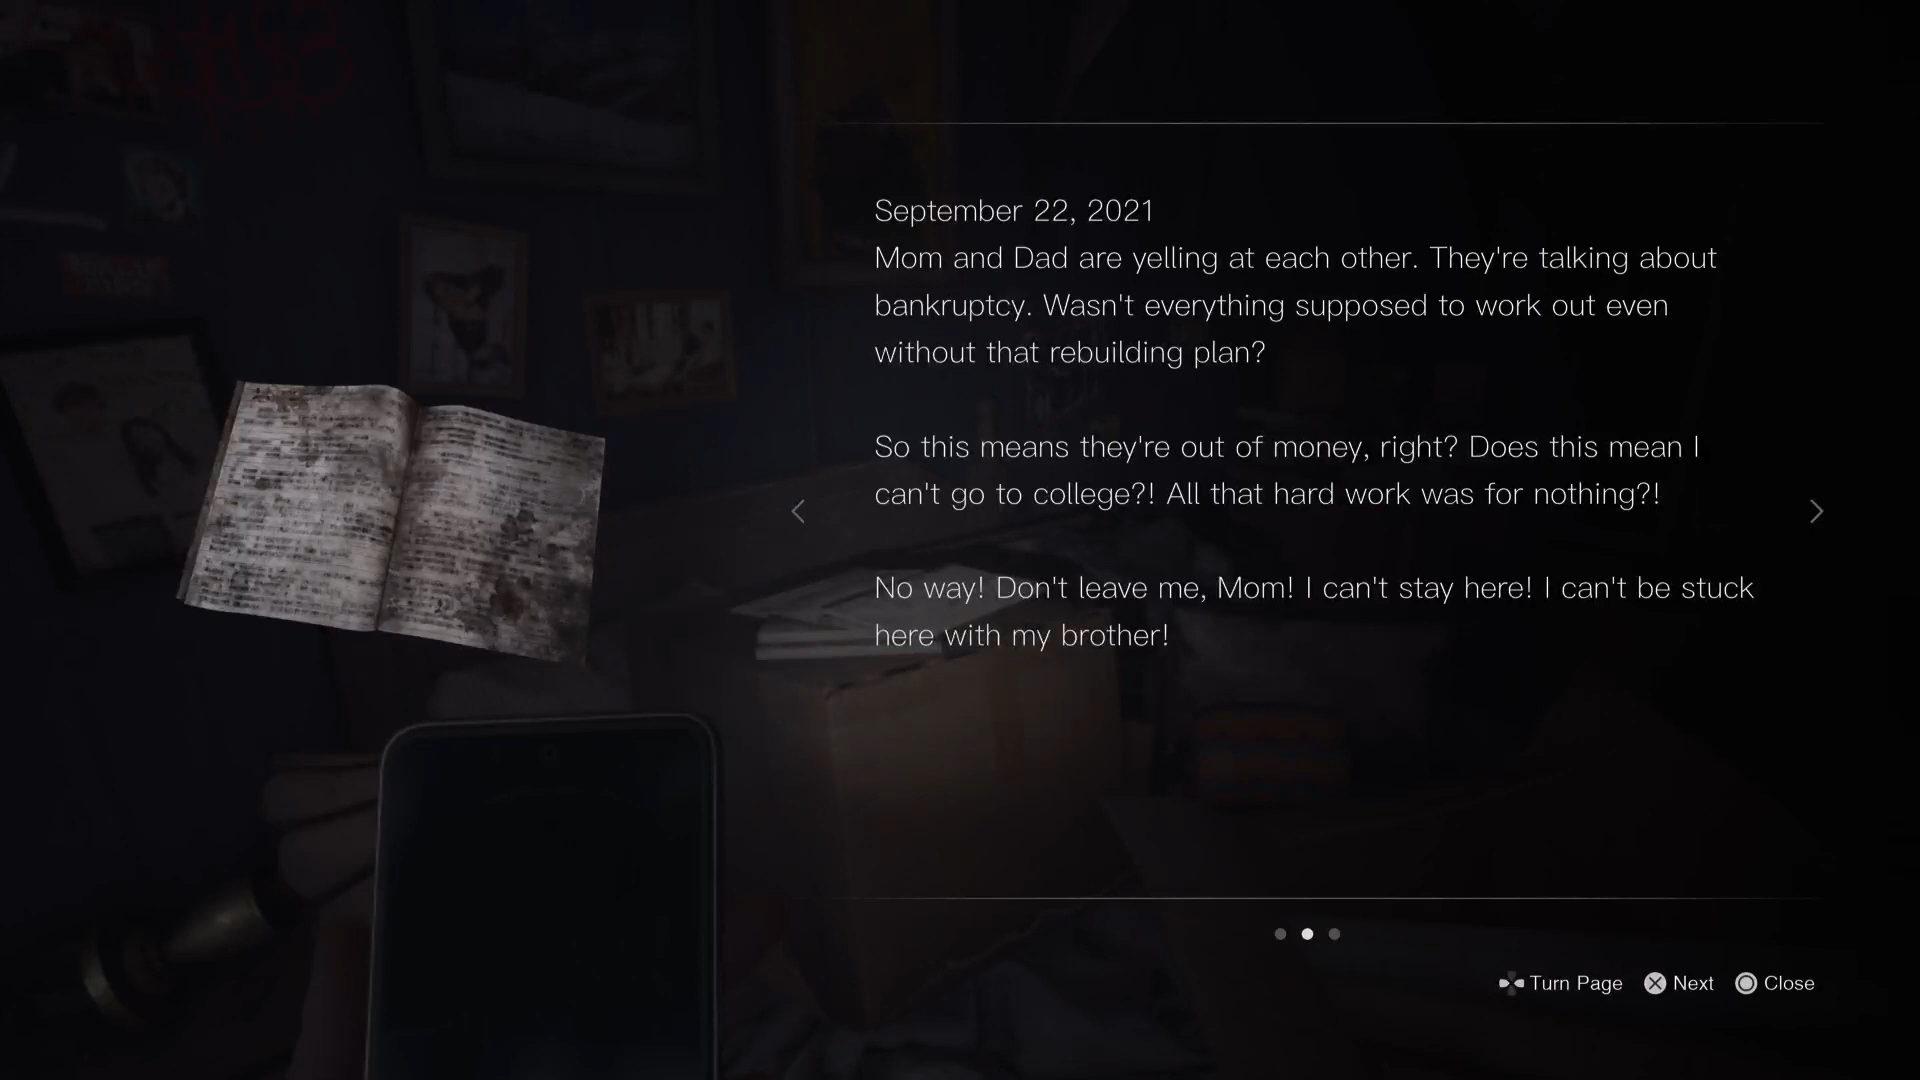 September 22, 2021
Mom and Dad are yelling at each other. They're talking about
bankruptcy. Wasn't everything supposed to work out even
without that rebuilding plan?
So this means they're out of money, right? Does this mean I
can't go to college?! All that hard work was for nothing?!
No way! Don't leave me, Mom! I can't stay here! I can't be stuck
here with my brother!
Turn Page Next Close